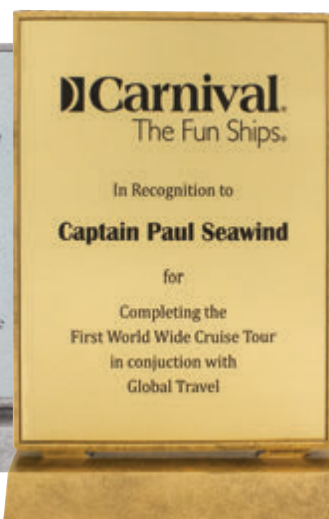 Carnival®
The Fun Ships®
In Recognition to
Captain Paul Seawind
for
Completing the
First World Wide Cruise Tour
in conjuction with
Global Travel